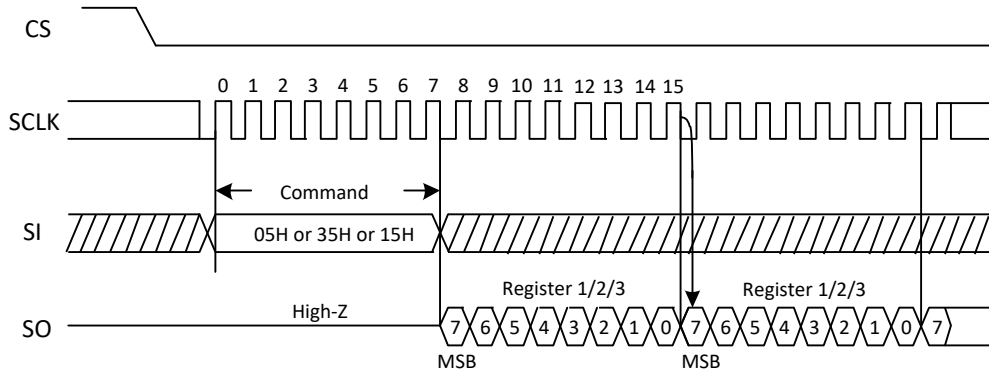 CS
0 1 2 3 4 5 6 7 8 9 10 11 12 13 14 15
SCLK
Command
SI
05H or 35H or 15H
High-Z
Register 1/2/3
Register 1/2/3
SO
7 6 5 4 3 2 1 0 7 6 5 4 3 2 1 0 7
MSB
MSB